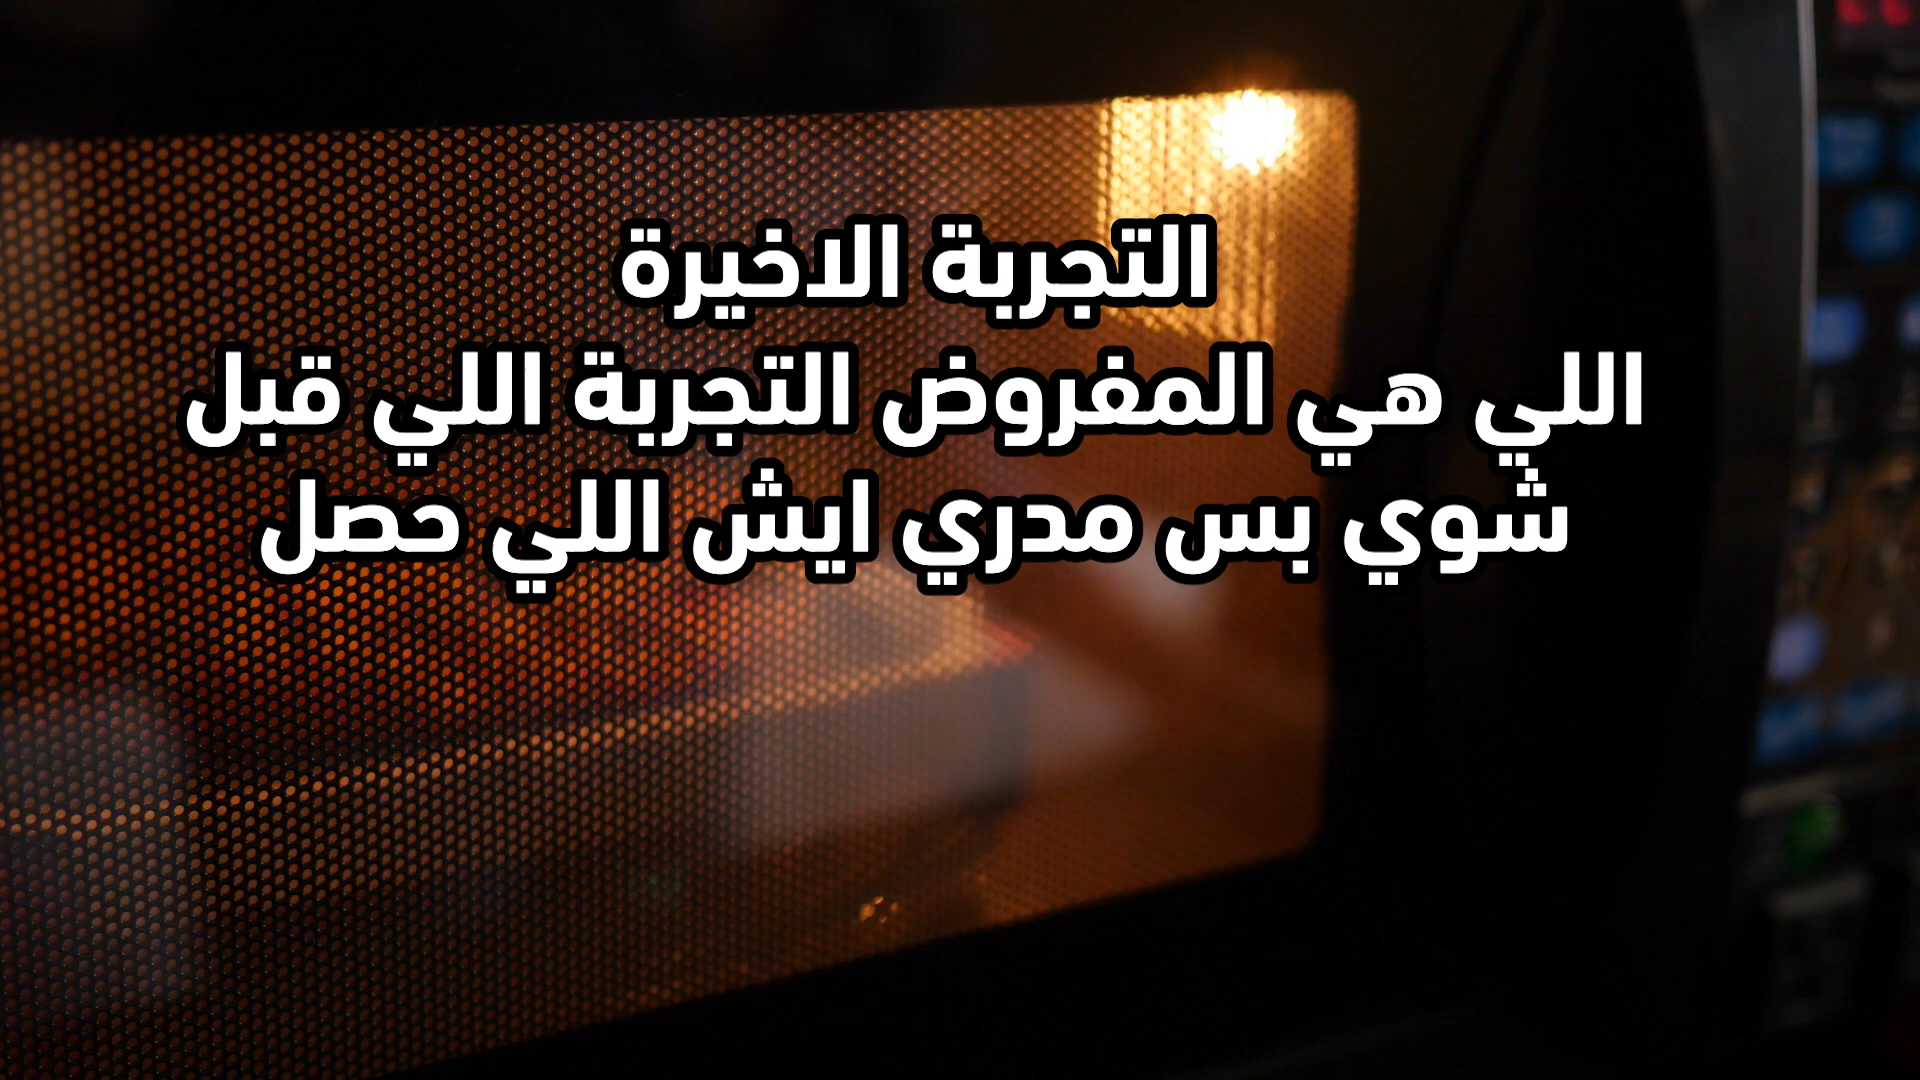 التجربة الاخيرة
اللي هي المفروض التجربة اللي قبل
شوي بس مدري ايش اللي حصل